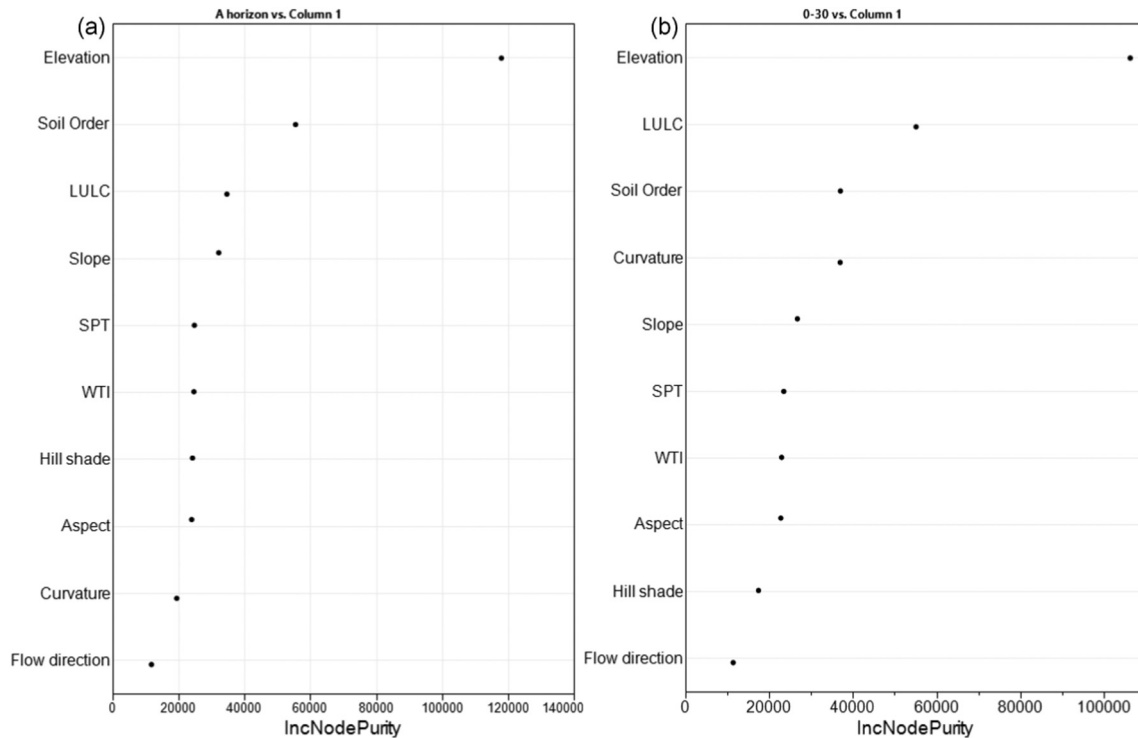 (a)
A horizon vs. Column 1
Elevation
Soil Order
LULC
Slope
SPT
WTI
Hill shade
Aspect
Curvature
Flow direction
0 20000 40000 60000 80000 100000 120000 140000
IncNodePurity
(b)
0-30 vs. Column 1
Elevation
LULC
Soil Order
Curvature
Slope
SPT
WTI
Aspect
Hill shade
Flow direction
0 20000 40000 60000 80000 100000
IncNodePurity